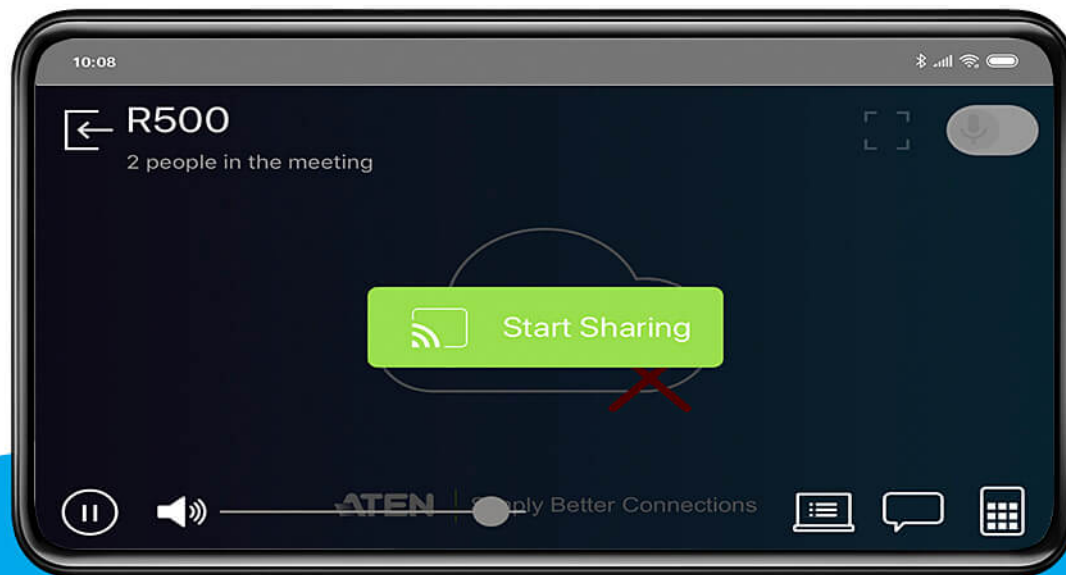 10:08
R500
2 people in the meeting
Start Sharing
ATEN
ply Better Connections